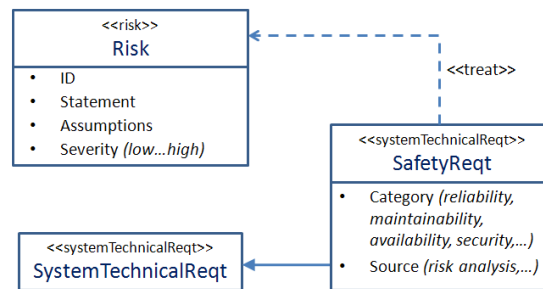 <<risk>>
Risk
• ID
• Statement
• Assumptions
• Severity (low...high)
<<treat>>
<<systemTechnicalReqt>>
SafetyReqt
• Category (reliability,
maintainability,
availability, security,...)
• Source (risk analysis,...)
<<systemTechnicalReqt>>
SystemTechnicalReqt